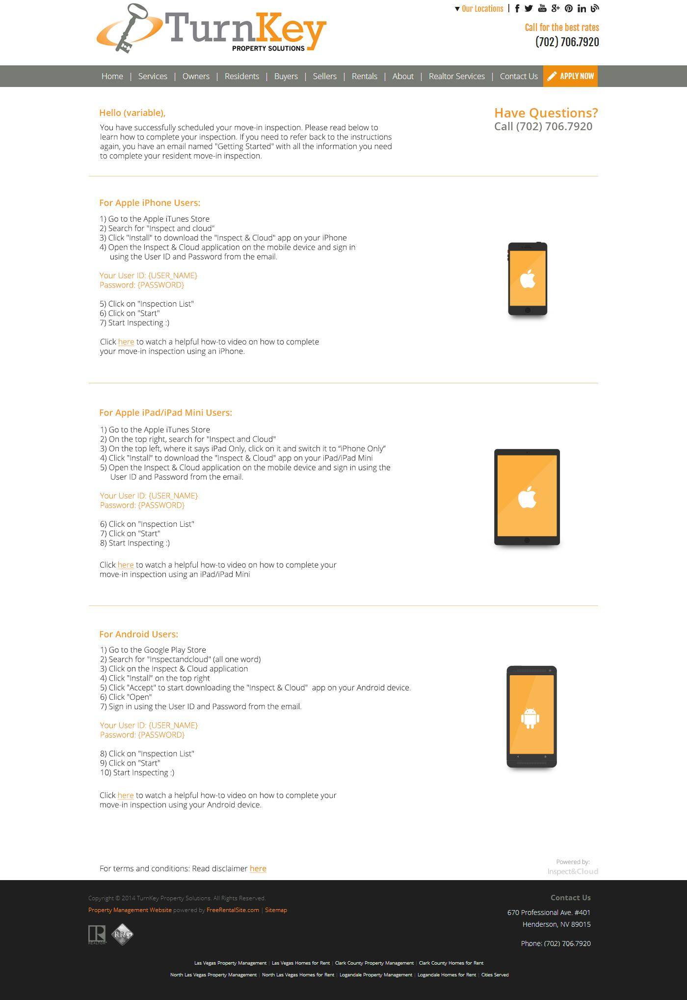 TurnKey
PROPERTY SOLUTIONS
▼ Our Locations |
Call for the best rates
(702) 706.7920
Home | Services | Owners | Residents | Buyers | Sellers | Rentals | About | Realtor Services | Contact Us APPLY NOW
Hello (variable),
You have successfully scheduled your move-in inspection. Please read below to
learn how to complete your inspection. If you need to refer back to the instructions
again, you have an email named "Getting Started" with all the information you need
to complete your resident move-in inspection.
Have Questions?
Call (702) 706.7920
For Apple iPhone Users:
1) Go to the Apple iTunes Store
2) Search for "Inspect and cloud"
3) Click "Install" to download the "Inspect & Cloud" app on your iPhone
4) Open the Inspect & Cloud application on the mobile device and sign in
using the User ID and Password from the email.
Your User ID: {USER_NAME}
Password: {PASSWORD}
5) Click on "Inspection List"
6) Click on "Start"
7) Start Inspecting :)
Click here to watch a helpful how-to video on how to complete
your move-in inspection using an iPhone.
For Apple iPad/iPad Mini Users:
1) Go to the Apple iTunes Store
2) On the top right, search for "Inspect and Cloud"
3) On the top left, where it says iPad Only, click on it and switch it to “iPhone Only”
4) Click "Install" to download the "Inspect & Cloud" app on your iPad/iPad Mini
5) Open the Inspect & Cloud application on the mobile device and sign in using the
User ID and Password from the email.
Your User ID: {USER_NAME}
Password: {PASSWORD}
6) Click on "Inspection List"
7) Click on "Start"
8) Start Inspecting :)
Click here to watch a helpful how-to video on how to complete your
move-in inspection using an iPad/iPad Mini
For Android Users:
1) Go to the Google Play Store
2) Search for "Inspectandcloud" (all one word)
3) Click on the Inspect & Cloud application
4) Click "Install" on the top right
5) Click "Accept" to start downloading the "Inspect & Cloud" app on your Android device.
6) Click "Open"
7) Sign in using the User ID and Password from the email.
Your User ID: {USER_NAME}
Password: {PASSWORD}
8) Click on "Inspection List"
9) Click on "Start"
10) Start Inspecting :)
Click here to watch a helpful how-to video on how to complete your
move-in inspection using your Android device.
For terms and conditions: Read disclaimer here
Powered by:
Inspect&Cloud
Copyright © 2014 TurnKey Property Solutions. All Rights Reserved.
Property Management Website powered by FreeRentalSite.com | Sitemap
REALTOR®
RRG
Contact Us
670 Professional Ave. #401
Henderson, NV 89015
Phone: (702) 706.7920
Las Vegas Property Management | Las Vegas Homes for Rent | Clark County Property Management | Clark County Homes for Rent
North Las Vegas Property Management | North Las Vegas Homes for Rent | Logandale Property Management | Logandale Homes for Rent | Cities Served